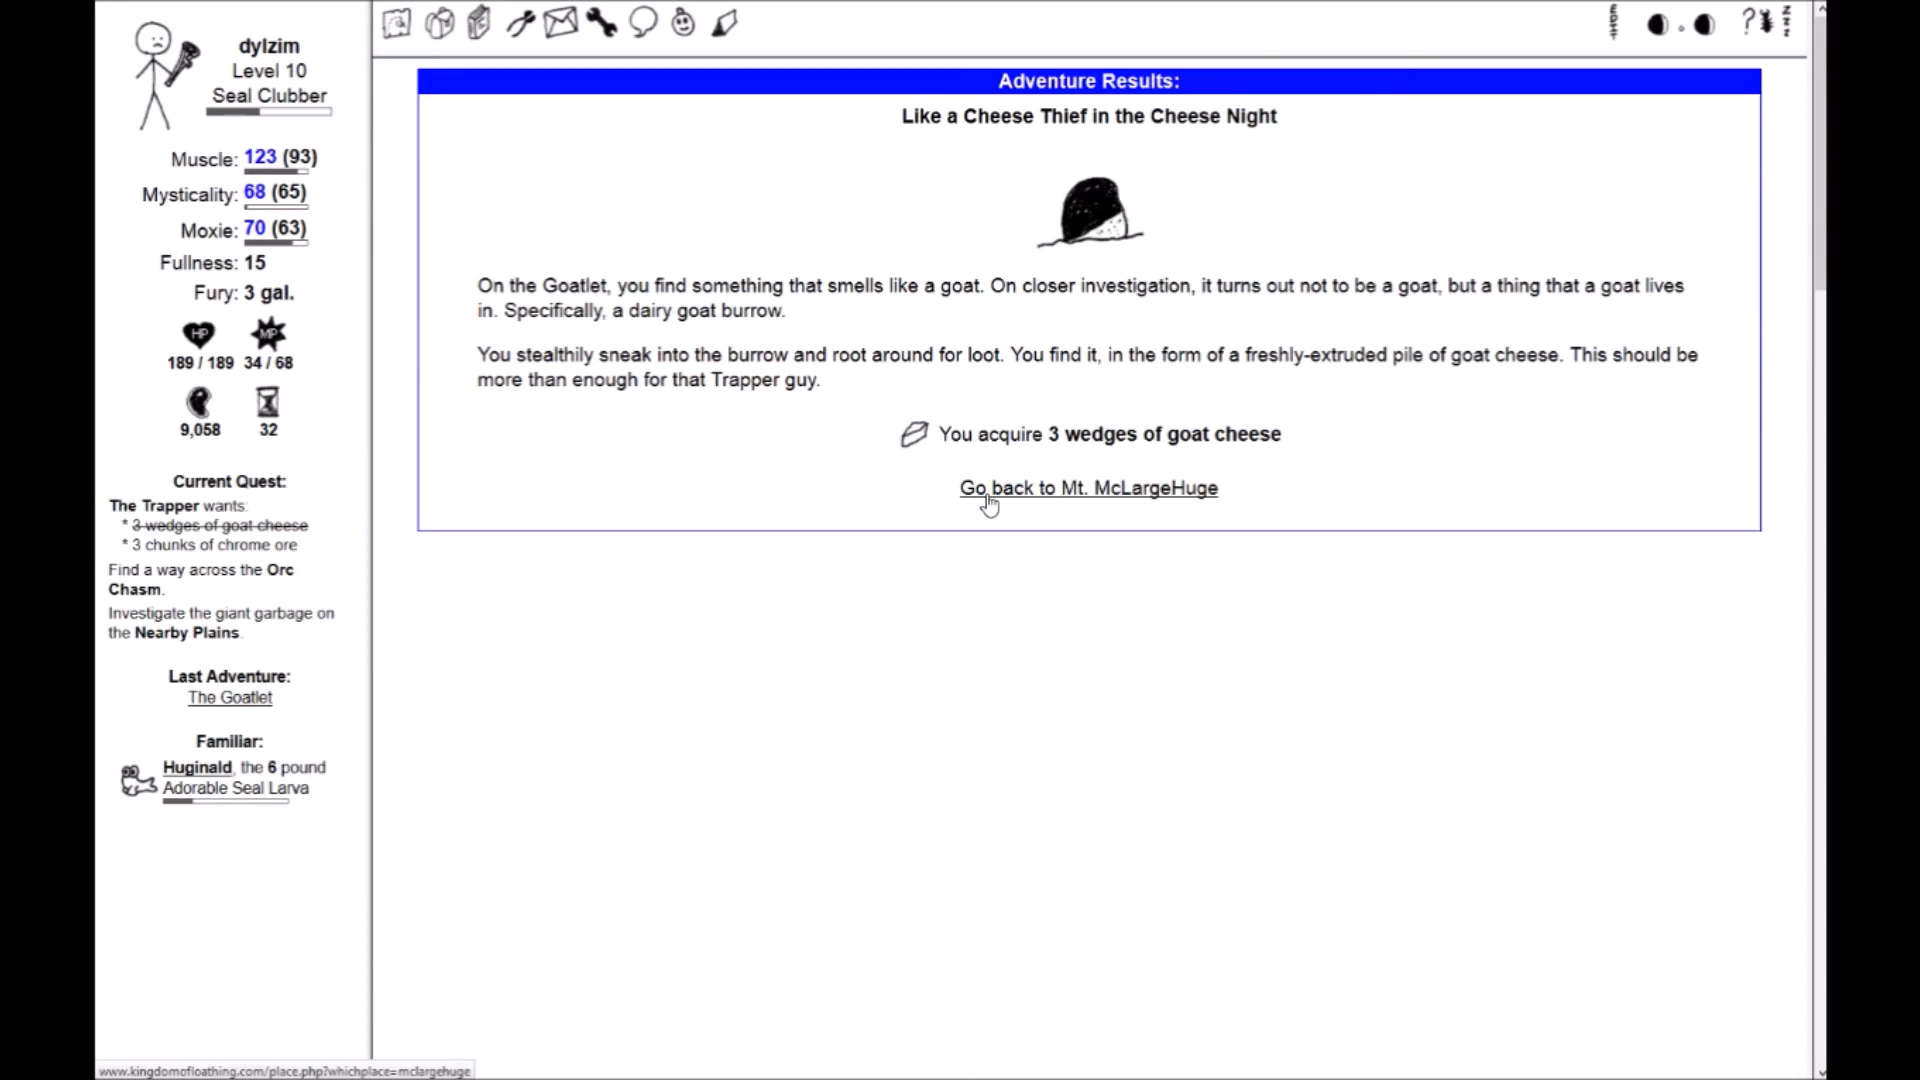 dylzim
Level 10
Seal Clubber
Muscle: 123 (93)
Mysticality: 68 (65)
Moxie: 70 (63)
Fullness: 15
Fury: 3 gal.
HP MP
189 / 189 34 / 68
9,058 32
Current Quest:
The Trapper wants:
* 3 wedges of goat cheese
* 3 chunks of chrome ore
Find a way across the Orc
Chasm.
Investigate the giant garbage on
the Nearby Plains.
Last Adventure:
The Goatlet
Familiar:
Huginald, the 6 pound
Adorable Seal Larva
Adventure Results:
Like a Cheese Thief in the Cheese Night
On the Goatlet, you find something that smells like a goat. On closer investigation, it turns out not to be a goat, but a thing that a goat lives
in. Specifically, a dairy goat burrow.
You stealthily sneak into the burrow and root around for loot. You find it, in the form of a freshly-extruded pile of goat cheese. This should be
more than enough for that Trapper guy.
You acquire 3 wedges of goat cheese
Go back to Mt. McLargeHuge
?
www.kingdomofloathing.com/place.php?whichplace=mclargehuge